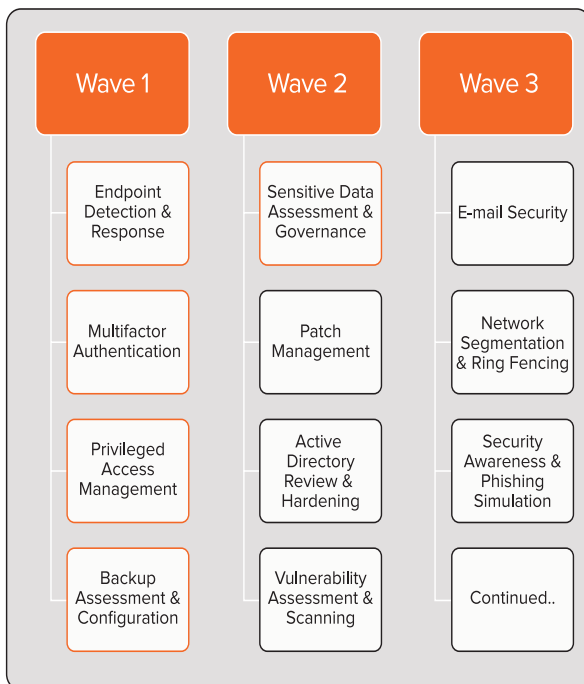 Wave 1
Endpoint
Detection &
Response
Multifactor
Authentication
Privileged
Access
Management
Backup
Assessment &
Configuration
Wave 2
Sensitive Data
Assessment &
Governance
Patch
Management
Active
Directory
Review &
Hardening
Vulnerability
Assessment &
Scanning
Wave 3
E-mail Security
Network
Segmentation
& Ring Fencing
Security
Awareness &
Phishing
Simulation
Continued..